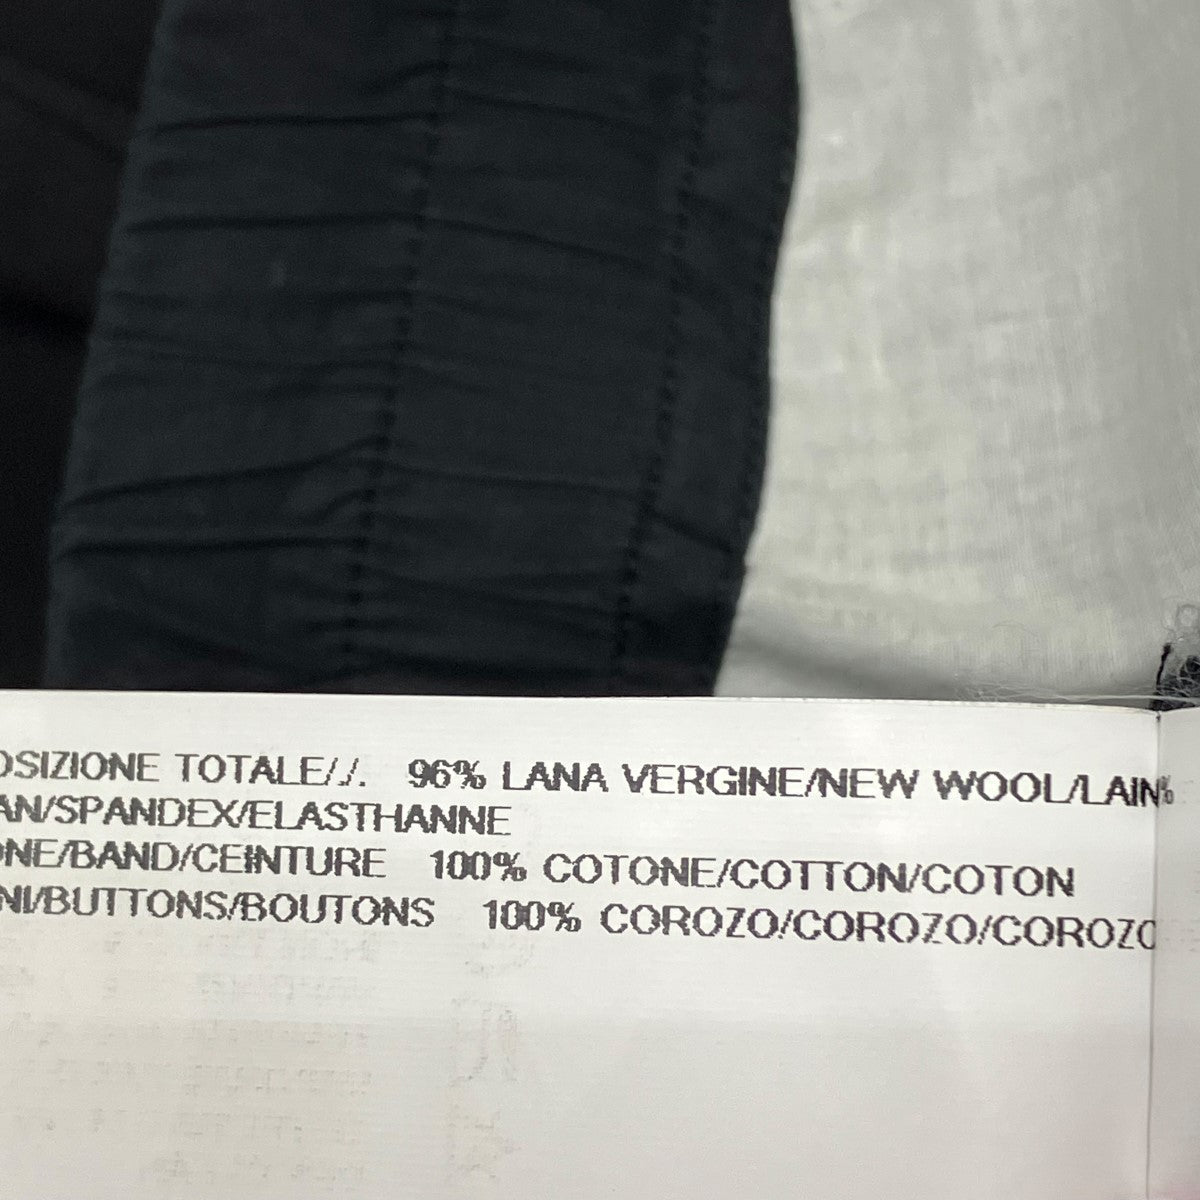 OSIZIONE TOTALE/./. 96% LANA VERGINE/NEW WOOL/LAIN%
AN/SPANDEX/ELASTHANNE
ONE/BAND/CEINTURE 100% COTONE/COTTON/COTON
NI/BUTTONS/BOUTONS 100% COROZO/COROZO/COROZO